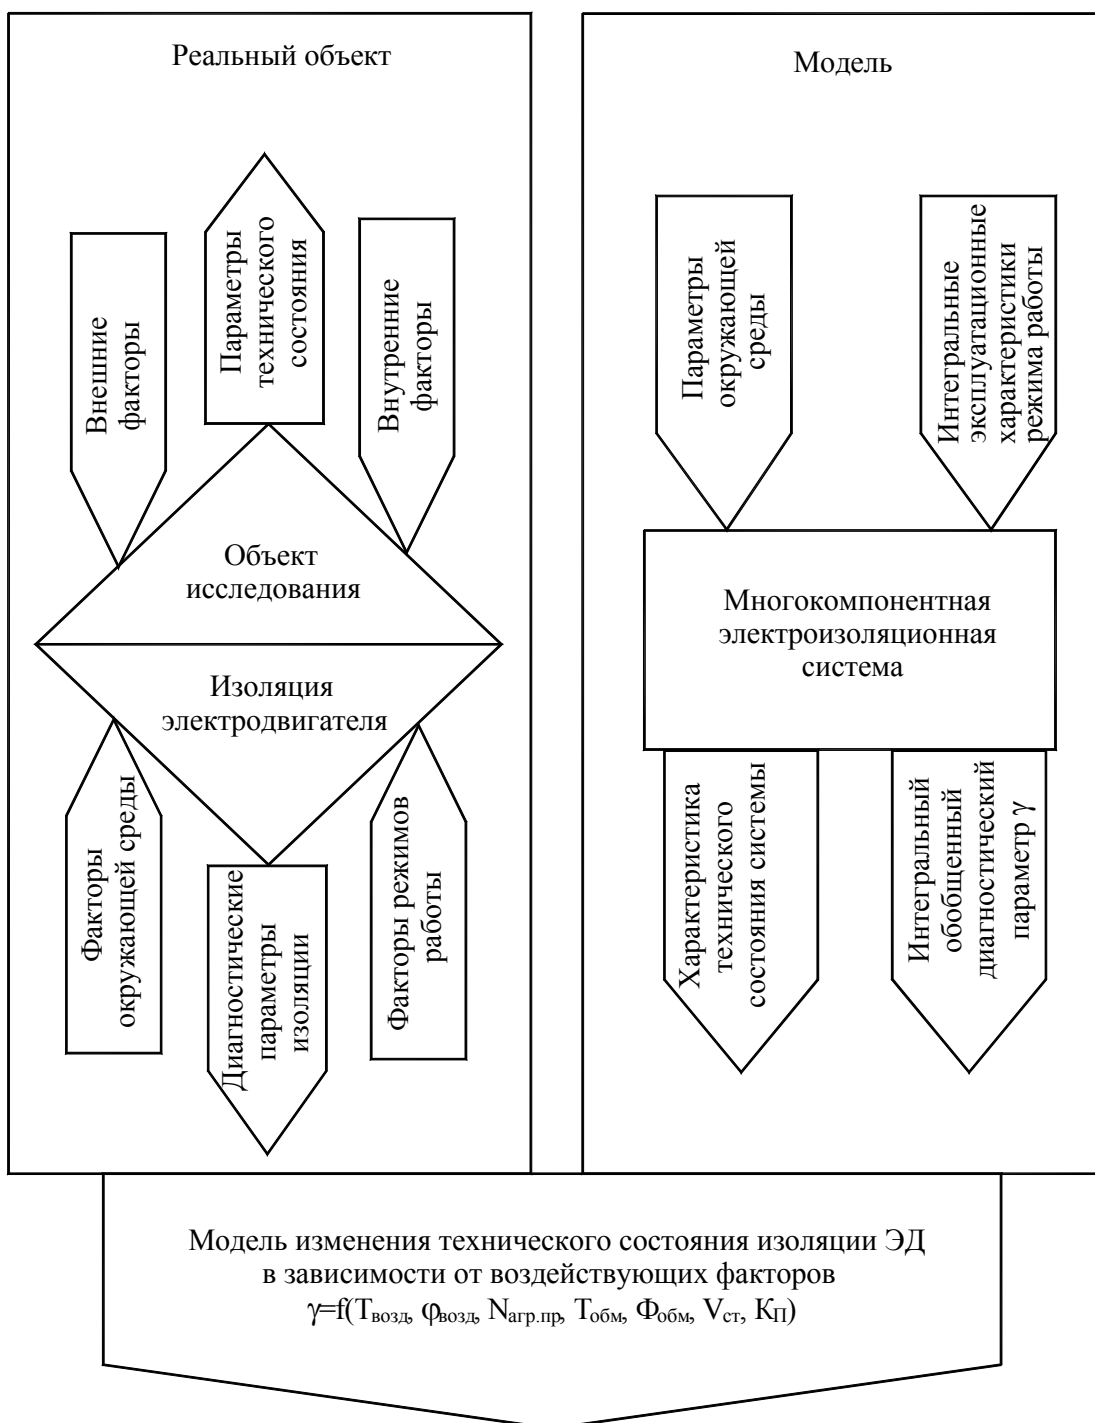 Реальный объект
Внешние
факторы
Параметры
технического
состояния
Внутренние
факторы
Объект
исследования
Изоляция
электродвигателя
Факторы
окружающей среды
Диагностические
параметры
изоляции
Факторы режимов
работы
Модель
Параметры
окружающей
среды
Интегральные
эксплуатационные
характеристики
режима работы
Многокомпонентная
электроизоляционная
система
Характеристика
технического
состояния системы
Интегральный
обобщенный
диагностический
параметр γ
Модель изменения технического состояния изоляции ЭД
в зависимости от воздействующих факторов
γ=f(Tвозд, φвозд, Nагр.пр, Tобм, Фобм, Vст, КП)